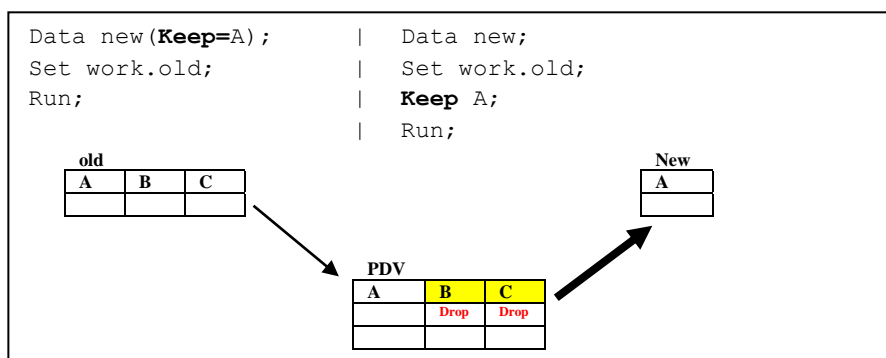 Data new(Keep=A); | Data new;
Set work.old; | Set work.old;
Run; | Keep A;
| Run;
old New
A B C A
PDV
A B C
Drop Drop